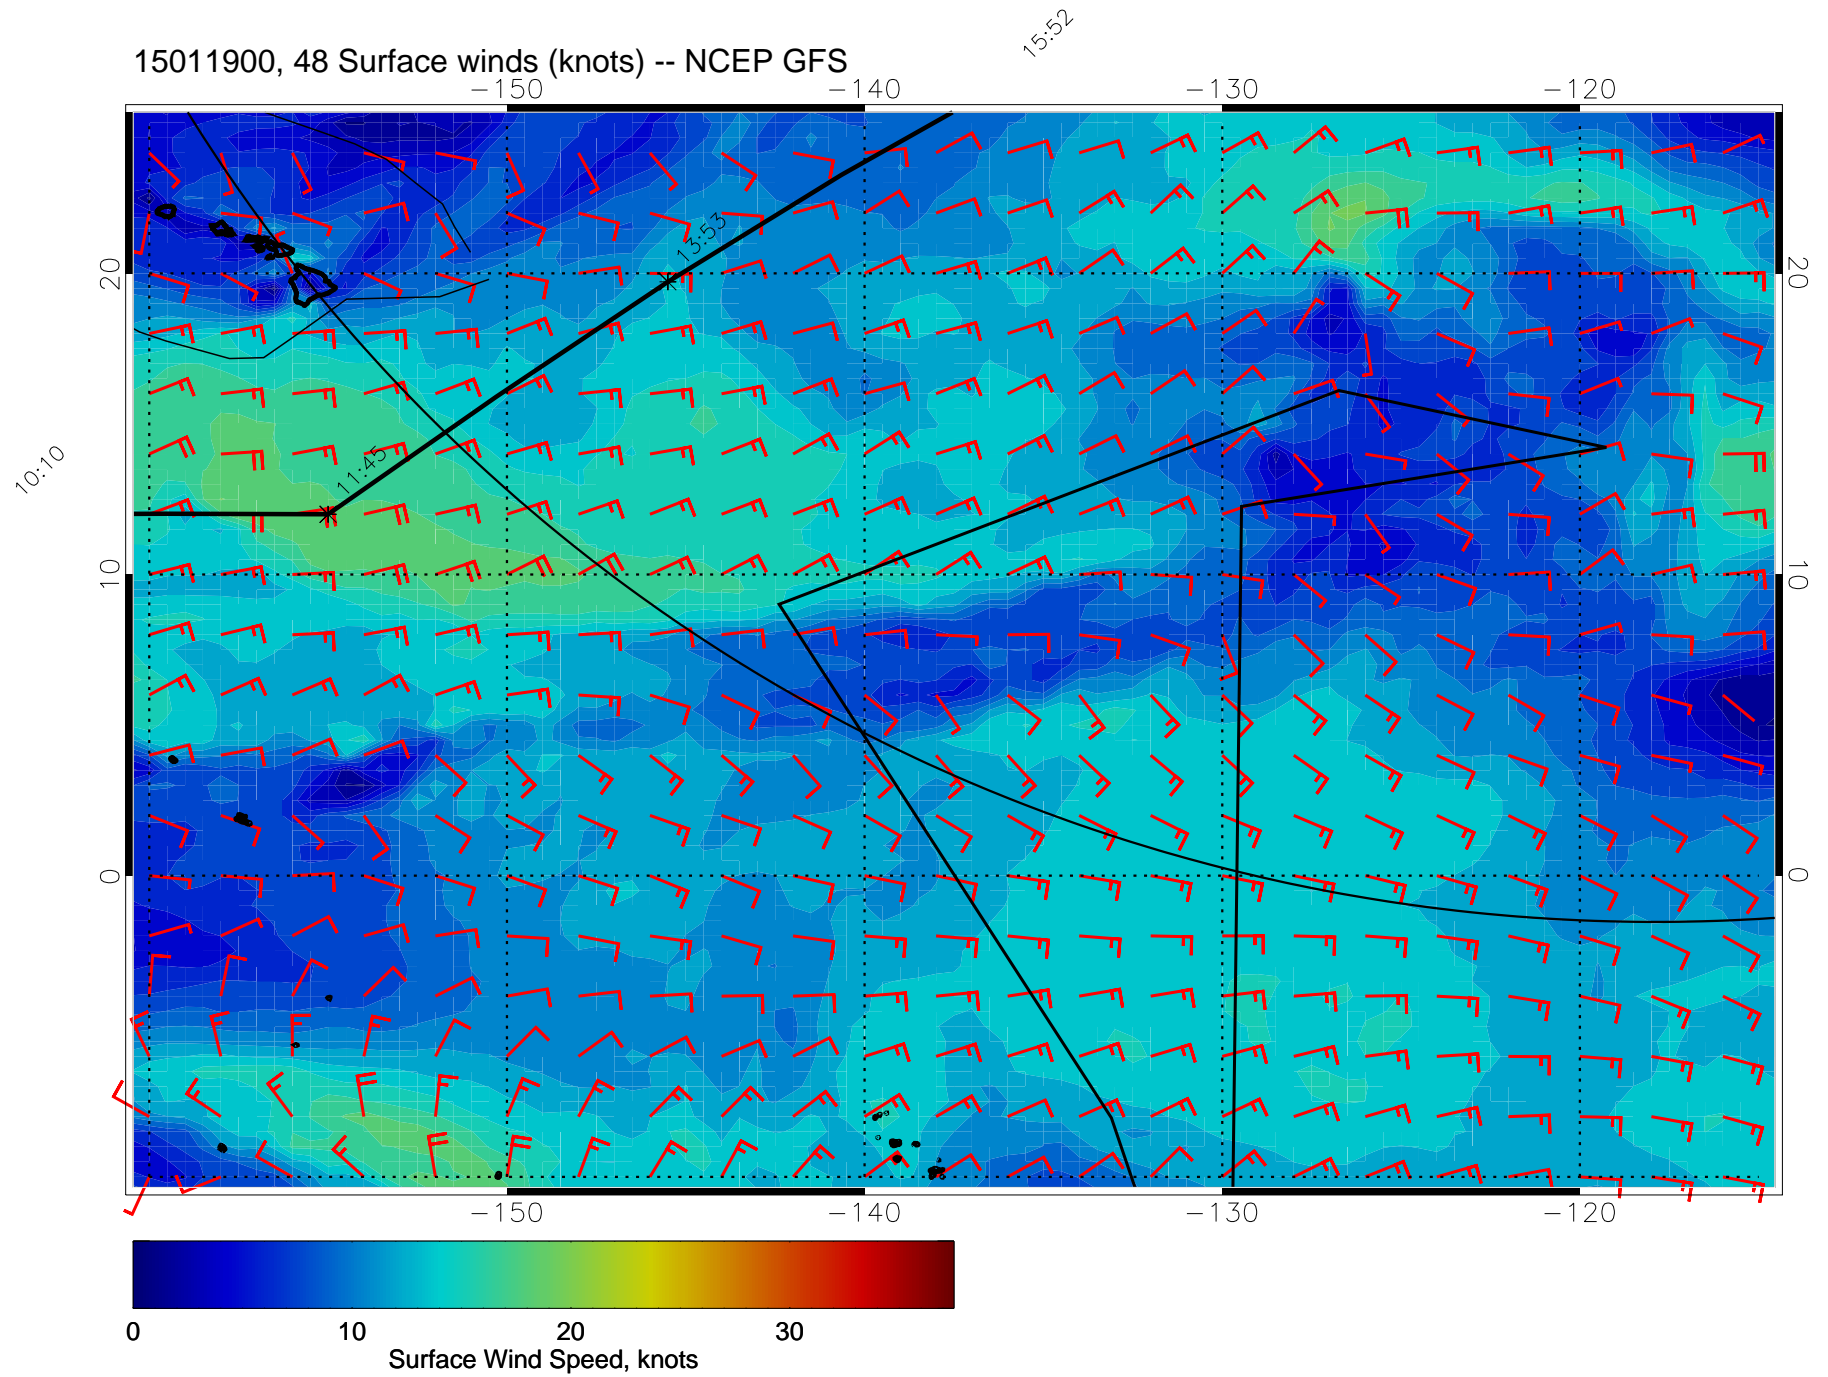 15:52
15011900, 48 Surface winds (knots) -- NCEP GFS
-150 -140 -130 -120
13:53
20 20
11:45
10:10
10 10
0 0
-150 -140 -130 -120
0 10 20 30
Surface Wind Speed, knots